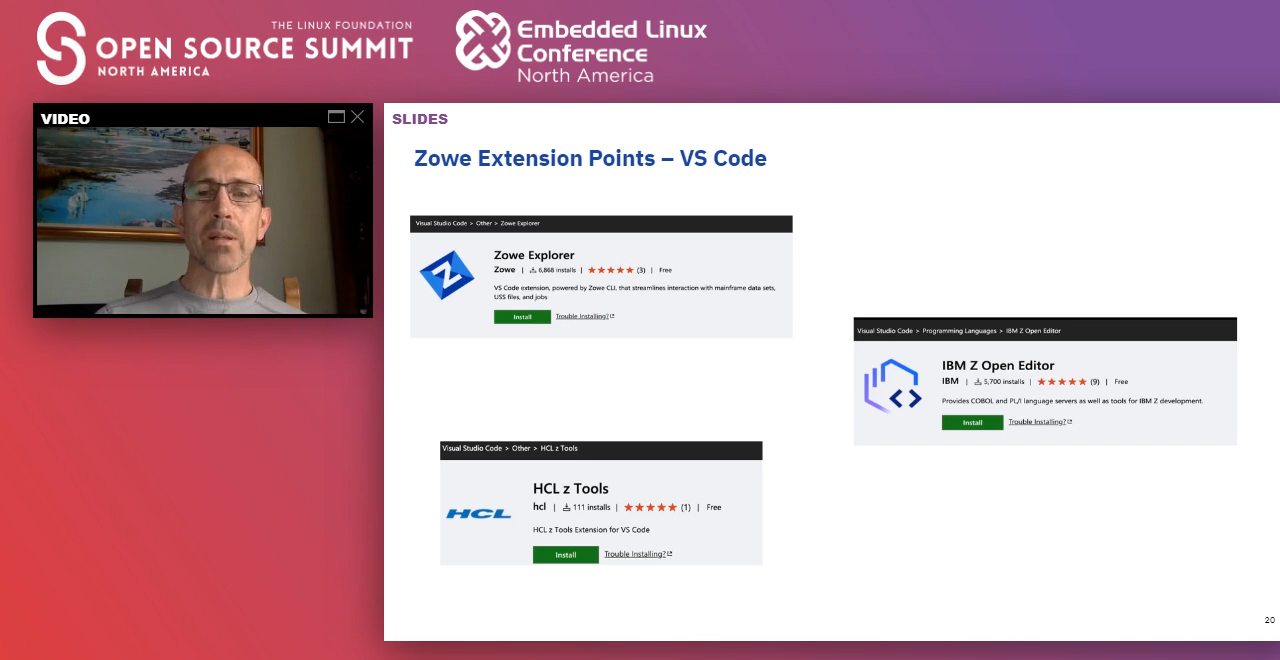 THE LINUX FOUNDATION
OPEN SOURCE SUMMIT
NORTH AMERICA
Embedded Linux
Conference
North America
VIDEO
SLIDES
Zowe Extension Points – VS Code
Visual Studio Code > Other > Zowe Explorer
Zowe Explorer
Zowe | 6,868 installs | ★★★★★ (3) | Free
VS Code extension, powered by Zowe CLI, that streamlines interaction with mainframe data sets,
USS files, and jobs
Install Trouble Installing?
Visual Studio Code > Programming Languages > IBM Z Open Editor
IBM Z Open Editor
IBM | 5,700 installs | ★★★★★ (9) | Free
Provides COBOL and PL/I language servers as well as tools for IBM Z development.
Install Trouble Installing?
Visual Studio Code > Other > HCL z Tools
HCL z Tools
HCL
hcl | 111 installs | ★★★★★ (1) | Free
HCL z Tools Extension for VS Code
Install Trouble Installing?
20